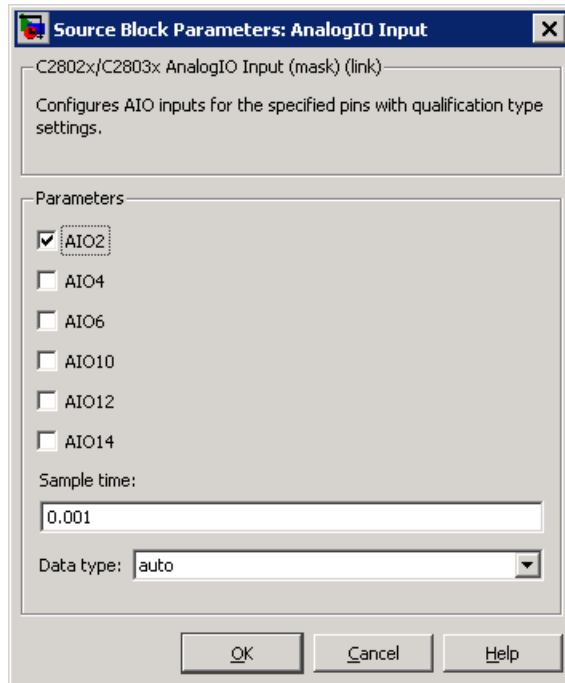 Source Block Parameters: AnalogIO Input
C2802x/C2803x AnalogIO Input (mask) (link)
Configures AIO inputs for the specified pins with qualification type
settings.
Parameters
AIO2
AIO4
AIO6
AIO10
AIO12
AIO14
Sample time:
0.001
Data type: auto
OK Cancel Help